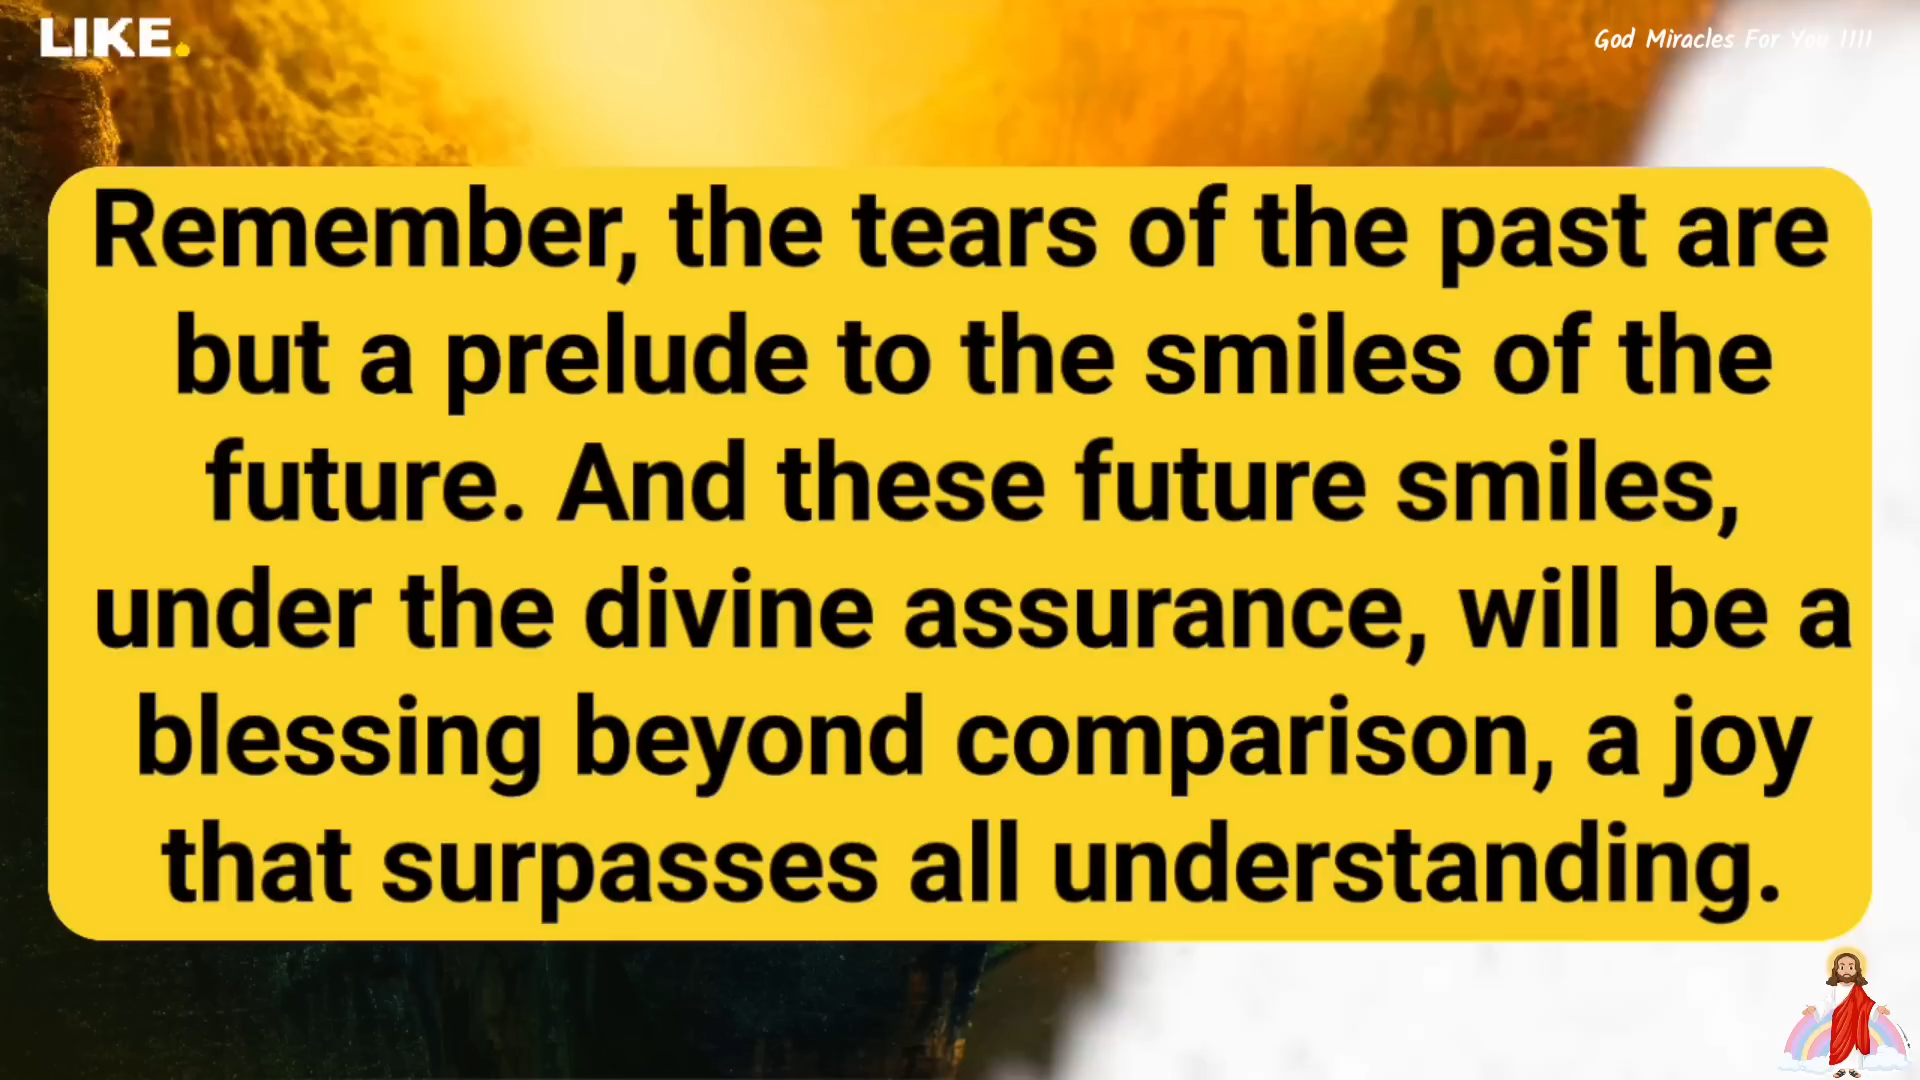 LIKE.
God Miracles For You !!!!
Remember, the tears of the past are
but a prelude to the smiles of the
future. And these future smiles,
under the divine assurance, will be a
blessing beyond comparison, a joy
that surpasses all understanding.